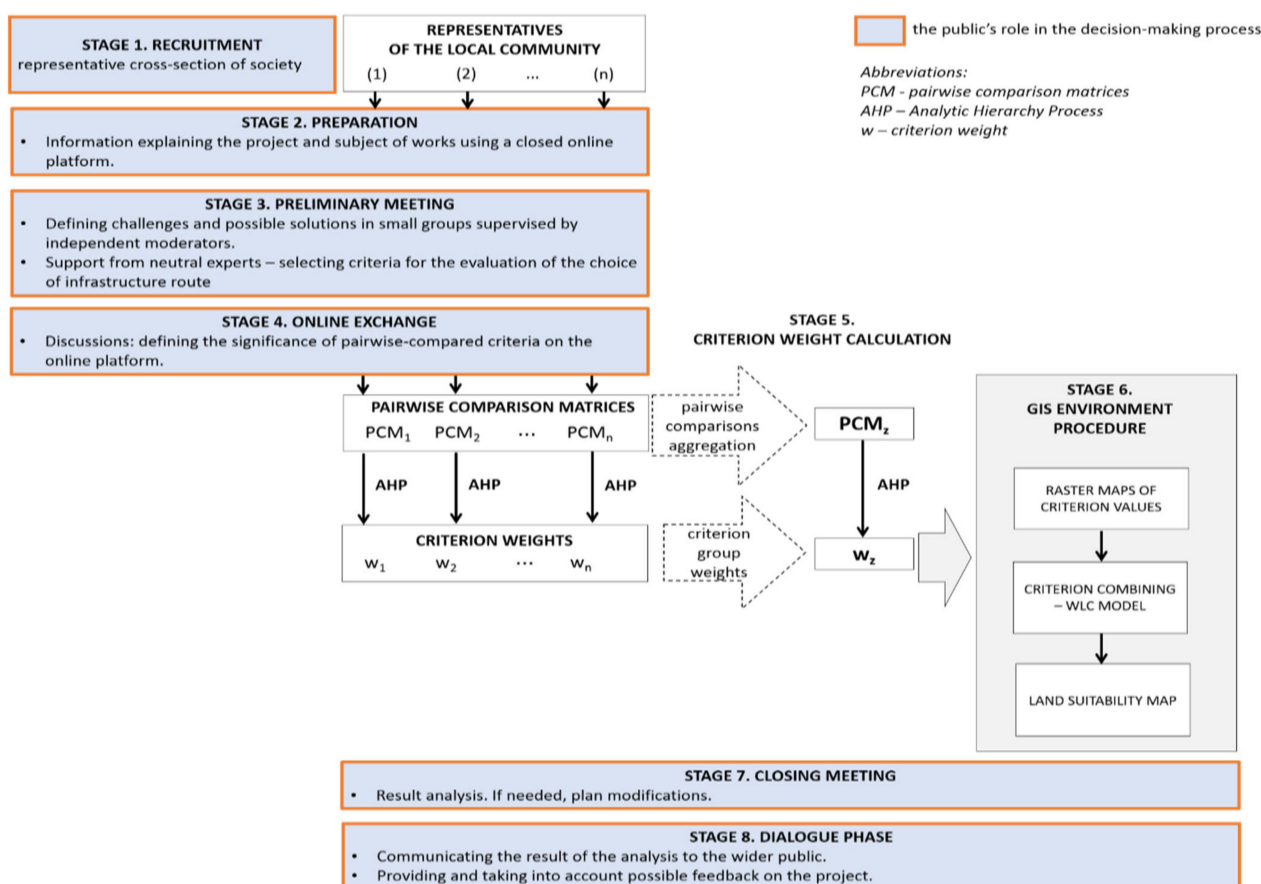 STAGE 1. RECRUITMENT
representative cross-section of society
REPRESENTATIVES
OF THE LOCAL COMMUNITY
(1) (2) ... (n)
the public's role in the decision-making process
Abbreviations:
PCM - pairwise comparison matrices
AHP – Analytic Hierarchy Process
w – criterion weight
STAGE 2. PREPARATION
• Information explaining the project and subject of works using a closed online
platform.
STAGE 3. PRELIMINARY MEETING
• Defining challenges and possible solutions in small groups supervised by
independent moderators.
• Support from neutral experts – selecting criteria for the evaluation of the choice
of infrastructure route
STAGE 4. ONLINE EXCHANGE
• Discussions: defining the significance of pairwise-compared criteria on the
online platform.
PAIRWISE COMPARISON MATRICES
PCM₁ PCM₂ ... PCMₙ
AHP AHP AHP
CRITERION WEIGHTS
w₁ w₂ ... wₙ
STAGE 5.
CRITERION WEIGHT CALCULATION
pairwise
comparisons
aggregation
PCM_z
AHP
criterion
group
weights
w_z
STAGE 6.
GIS ENVIRONMENT
PROCEDURE
RASTER MAPS OF
CRITERION VALUES
CRITERION COMBINING
– WLC MODEL
LAND SUITABILITY MAP
STAGE 7. CLOSING MEETING
• Result analysis. If needed, plan modifications.
STAGE 8. DIALOGUE PHASE
• Communicating the result of the analysis to the wider public.
• Providing and taking into account possible feedback on the project.